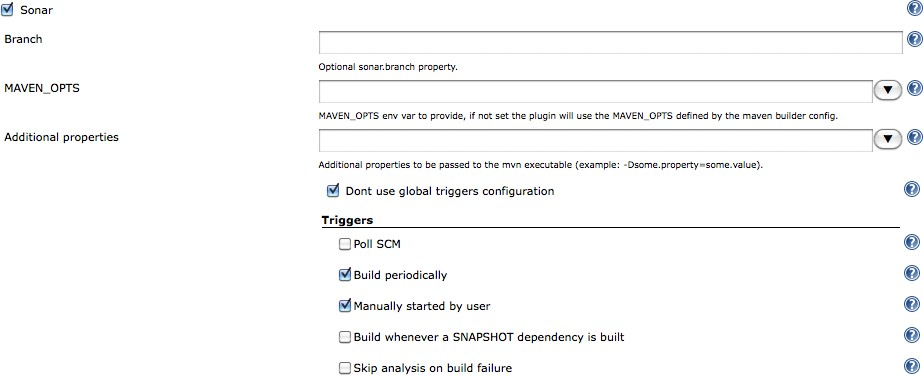 Sonar
Branch
Optional sonar.branch property.
MAVEN_OPTS
MAVEN_OPTS env var to provide, if not set the plugin will use the MAVEN_OPTS defined by the maven builder config.
Additional properties
Additional properties to be passed to the mvn executable (example: -Dsome.property=some.value).
Dont use global triggers configuration
Triggers
Poll SCM
Build periodically
Manually started by user
Build whenever a SNAPSHOT dependency is built
Skip analysis on build failure